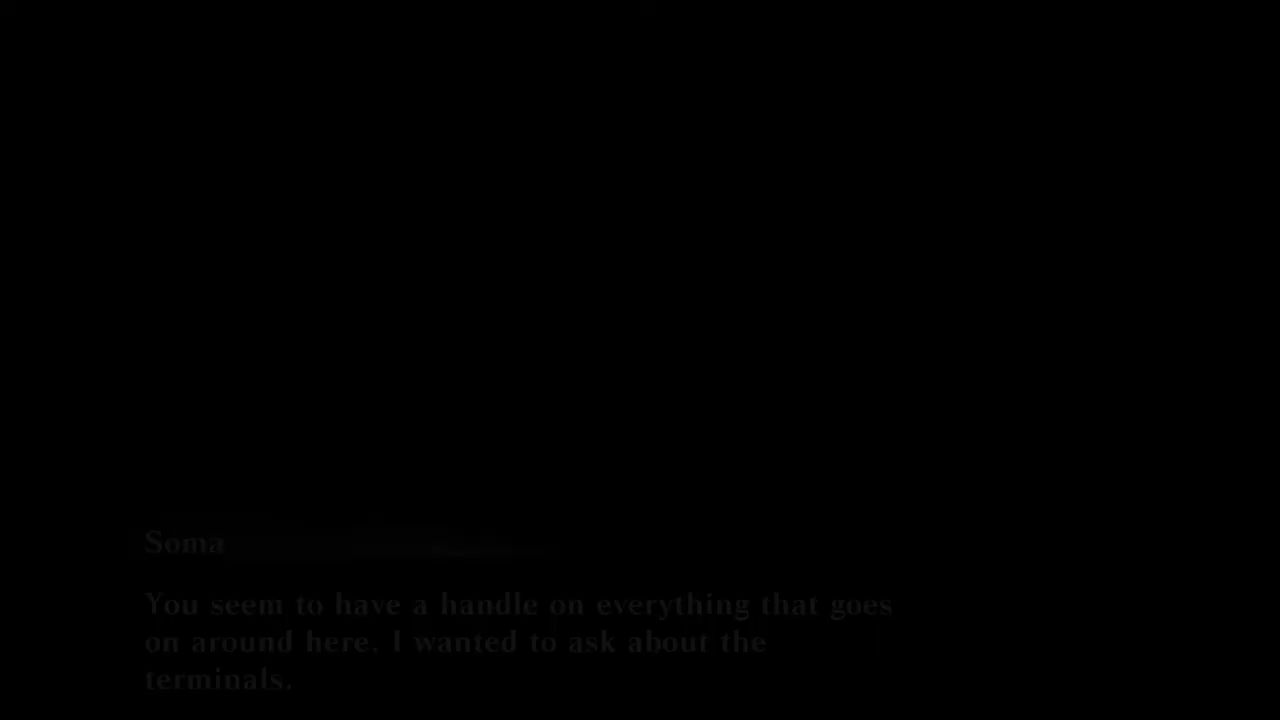 Soma
You seem to have a handle on everything that goes
on around here. I wanted to ask about the
terminals.